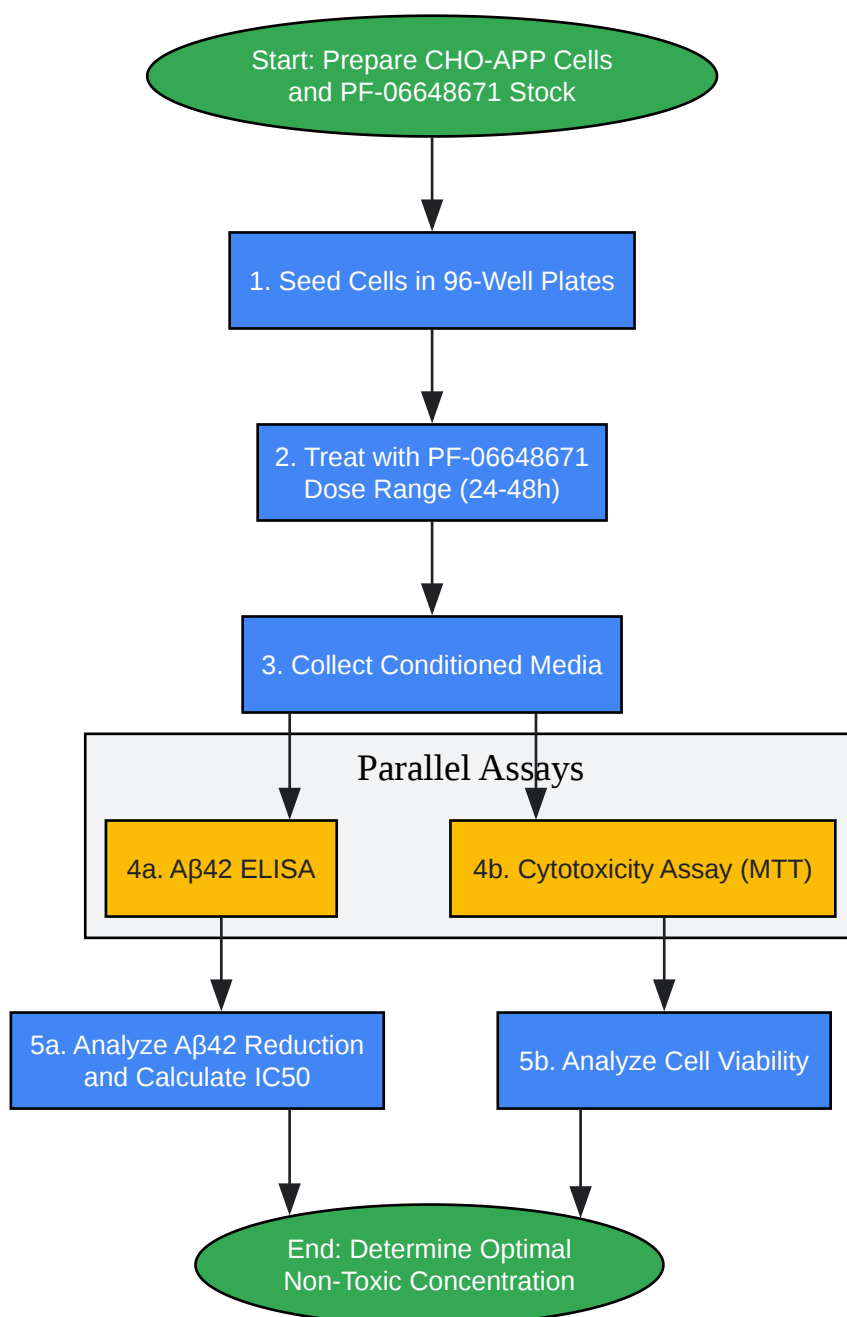 Start: Prepare CHO-APP Cells
and PF-06648671 Stock
1. Seed Cells in 96-Well Plates
2. Treat with PF-06648671
Dose Range (24-48h)
3. Collect Conditioned Media
Parallel Assays
4a. Aβ42 ELISA
4b. Cytotoxicity Assay (MTT)
5a. Analyze Aβ42 Reduction
and Calculate IC50
5b. Analyze Cell Viability
End: Determine Optimal
Non-Toxic Concentration